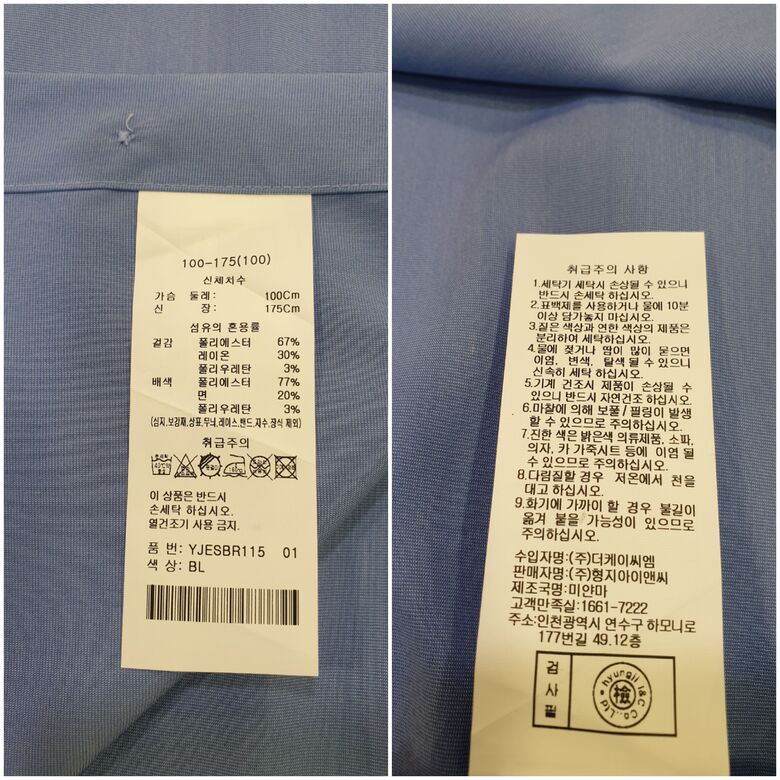 100-175(100)
신체치수
가슴 둘레: 100Cm
신 장: 175Cm
섬유의 혼용률
겉감 폴리에스터 67%
레이온 30%
폴리우레탄 3%
배색 폴리에스터 77%
면 20%
폴리우레탄 3%
(심지,보강재,상표,무늬,레이스,밴드,자수,장식 제외)
취급주의
이 상품은 반드시
손세탁 하십시오.
열건조기 사용 금지.
품 번: YJESBR115 01
색 상: BL
취급주의 사항
1.세탁기 세탁시 손상될 수 있으니
반드시 손세탁 하십시오.
2.표백제를 사용하거나 물에 10분
이상 담가놓지 마십시오.
3.짙은 색상과 연한 색상의 제품은
분리하여 세탁하십시오.
4.물에 젖거나 땀이 많이 묻으면
이염, 변색, 탈색 될 수 있으니
신속히 세탁 하십시오.
5.기계 건조시 제품이 손상될 수
있으니 반드시 자연건조 하십시오.
6.마찰에 의해 보풀/필링이 발생
할 수 있으므로 주의하십시오.
7.진한 색은 밝은색 의류제품, 소파,
의자, 카 가죽시트 등에 이염 될
수 있으므로 주의하십시오.
8.다림질할 경우 저온에서 천을
대고 하십시오.
9.화기에 가까이 할 경우 불길이
옮겨 붙을 가능성이 있으므로
주의하십시오.
수입자명:(주)더케이씨엠
판매자명:(주)형지아이앤씨
제조국명:미얀마
고객만족실:1661-7222
주소:인천광역시 연수구 하모니로
177번길 49.12층
검사필
hyungji I&C Co.,Ltd
檢